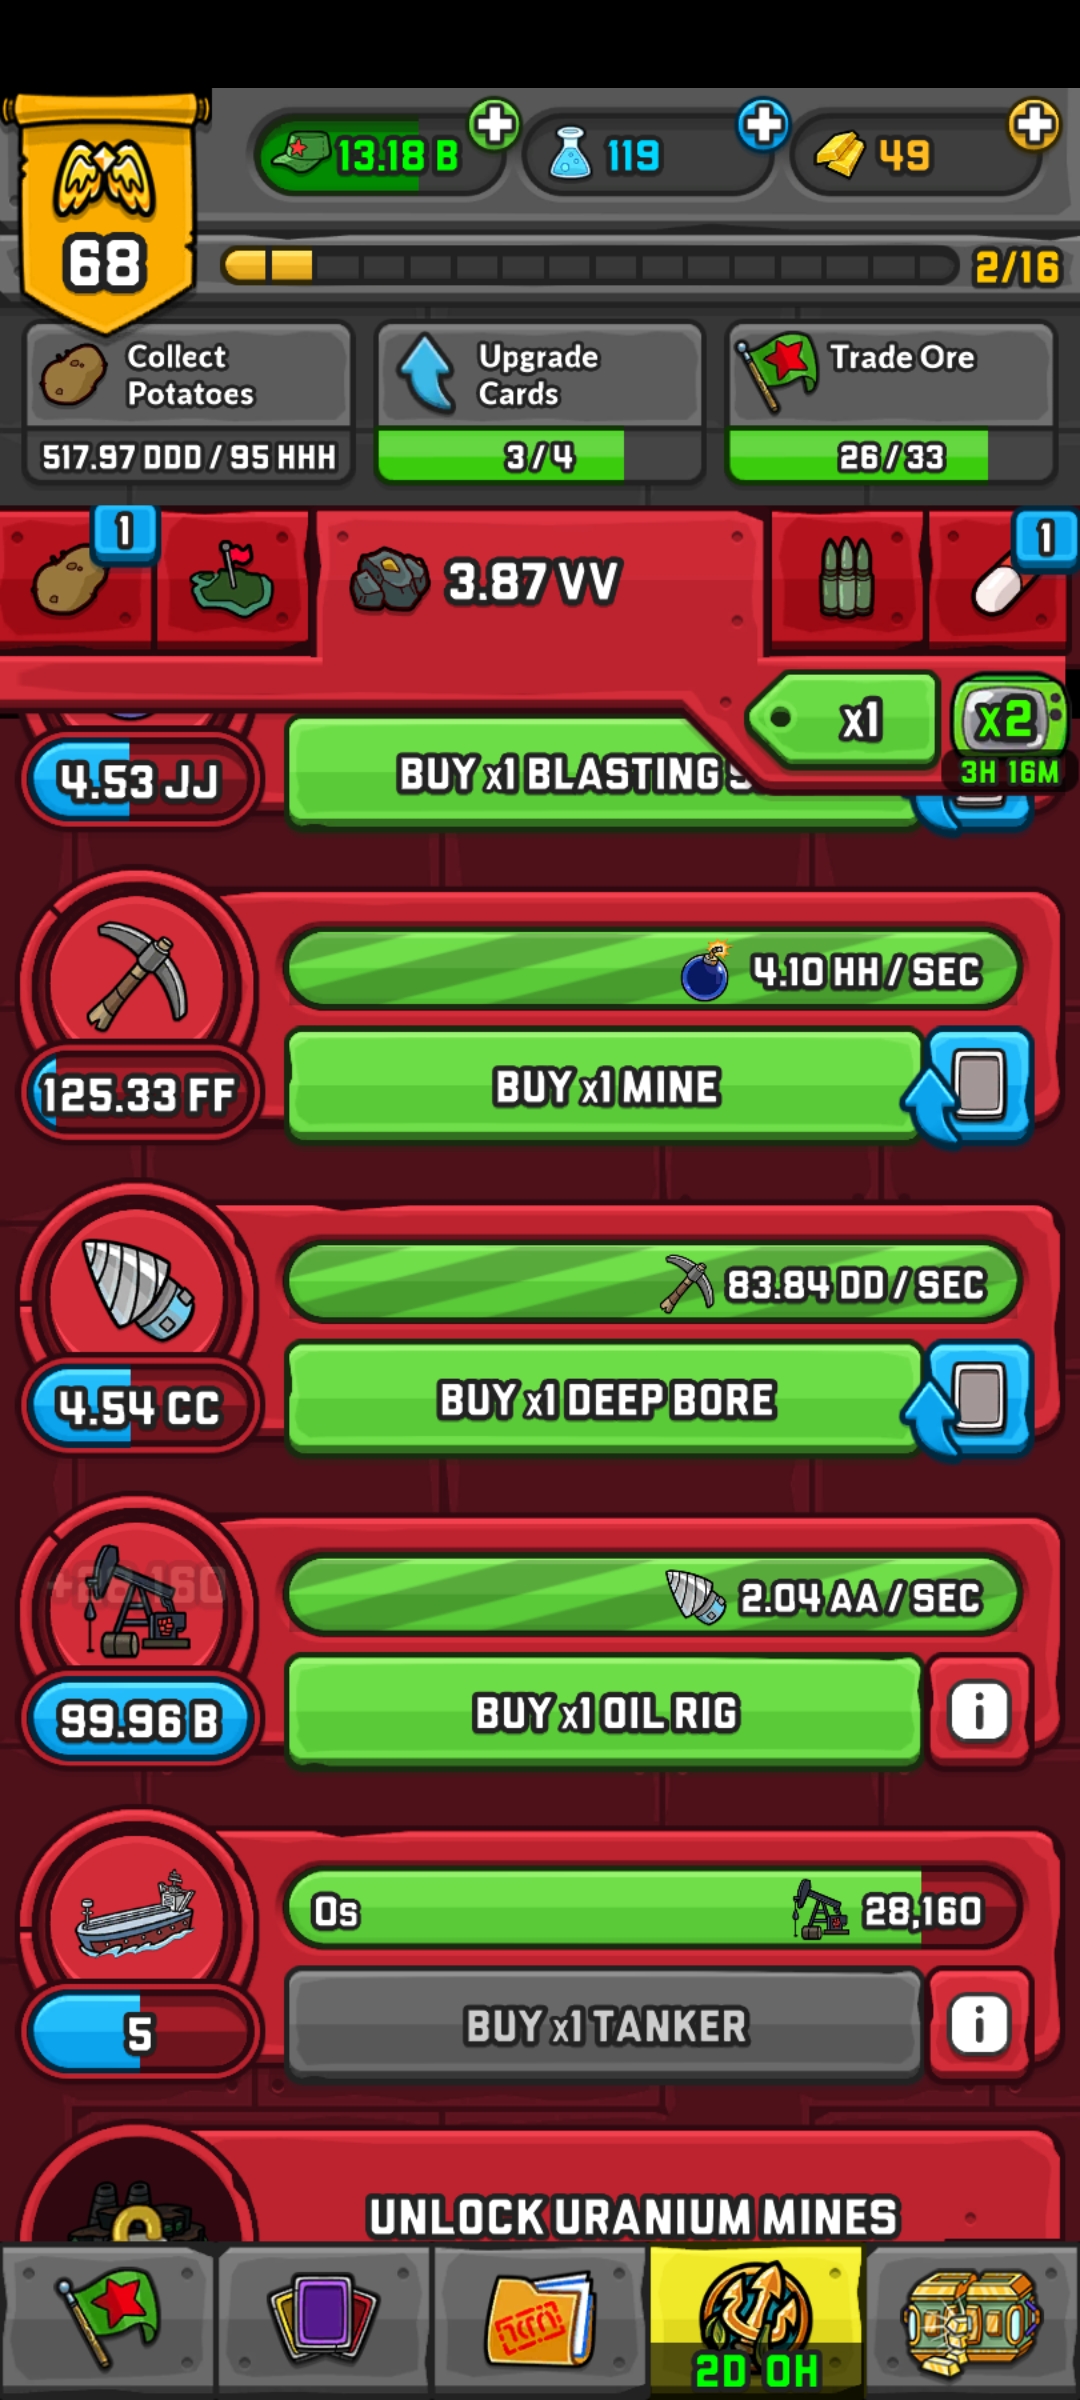 13.18 B
119
49
68
2/16
Collect
Potatoes
517.97 DDD / 95 HHH
Upgrade
Cards
3/4
Trade Ore
26/33
1
3.87 VV
1
x1
x2
3H 16M
4.53 JJ
BUY x1 BLASTING
4.10 HH / SEC
125.33 FF
BUY x1 MINE
83.84 DD / SEC
4.54 CC
BUY x1 DEEP BORE
+28,160
2.04 AA / SEC
99.96 B
BUY x1 OIL RIG
0s
28,160
5
BUY x1 TANKER
UNLOCK URANIUM MINES
2D 0H